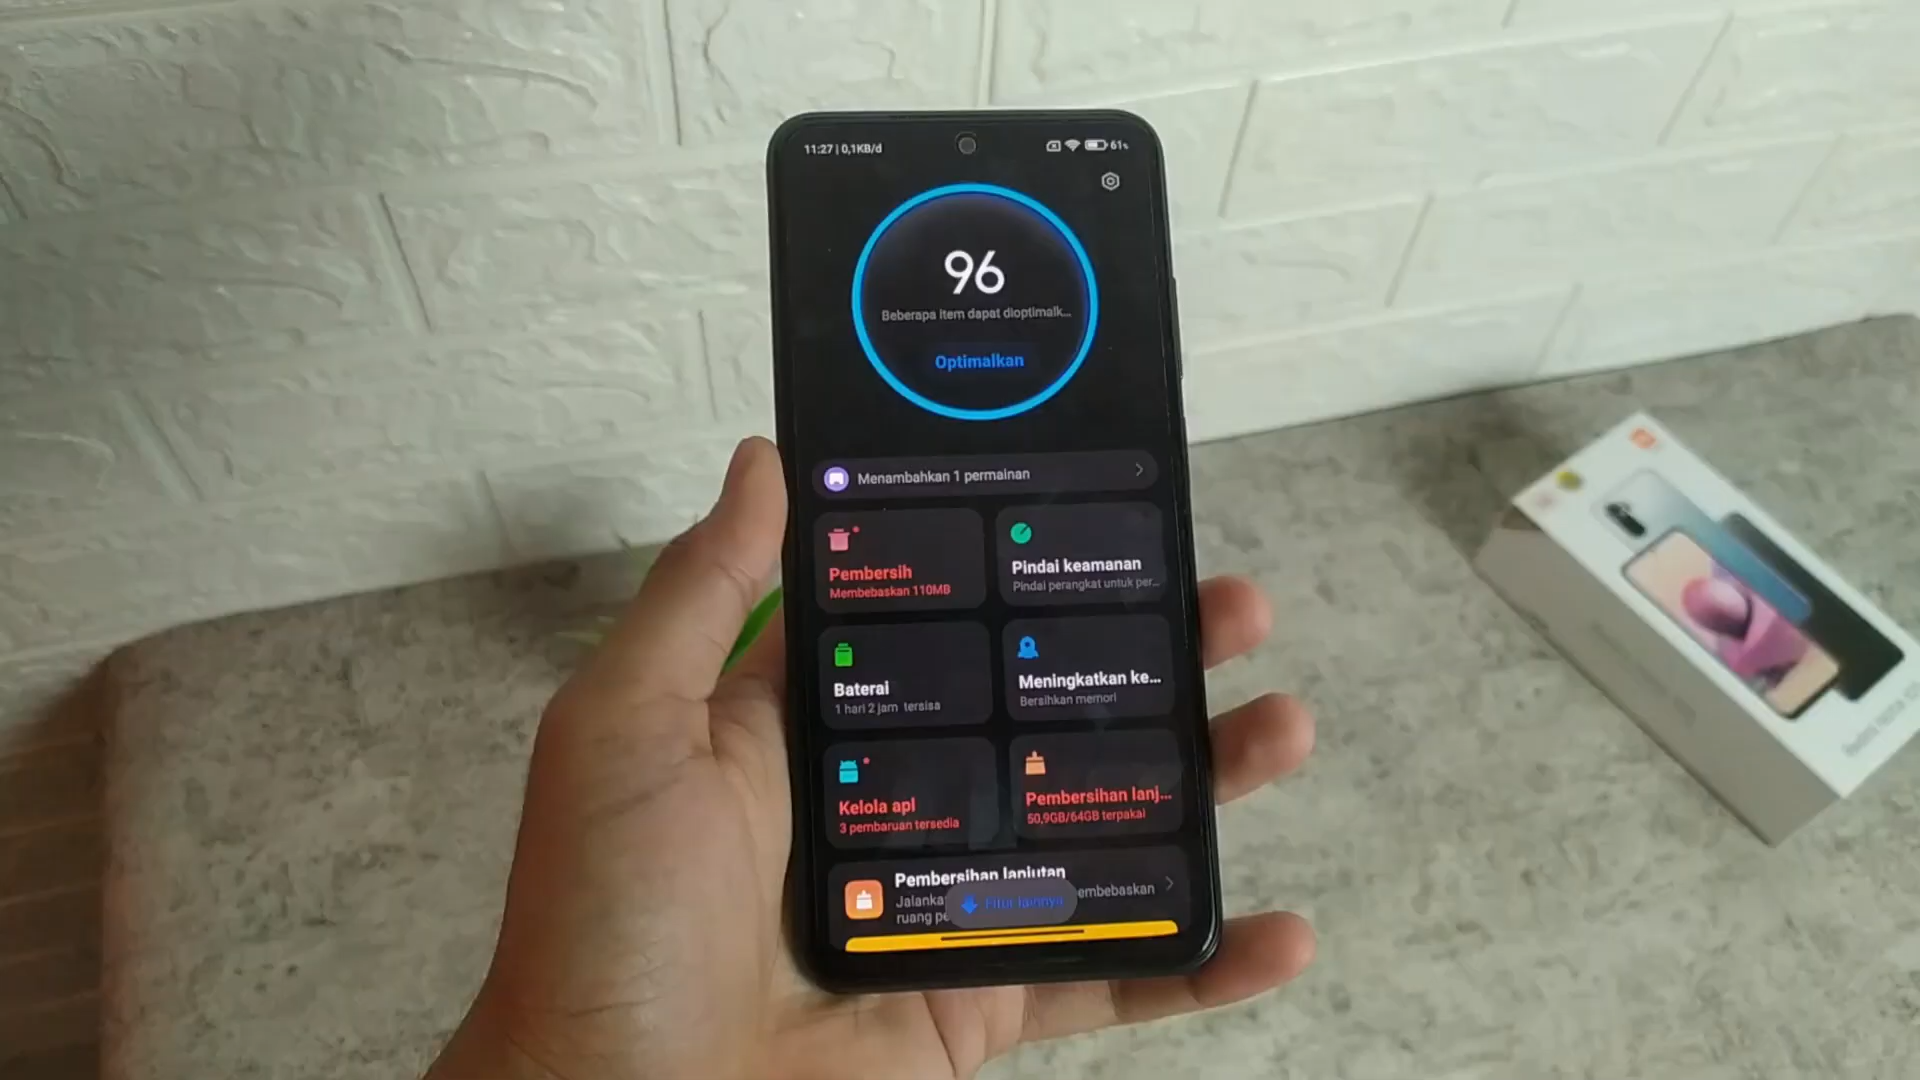 11:27 | 0,1KB/d
61%
96
Beberapa item dapat dioptimalk...
Optimalkan
Menambahkan 1 permainan
Pembersih
Membebaskan 110MB
Pindai keamanan
Pindai perangkat untuk per...
Baterai
1 hari 2 jam tersisa
Meningkatkan ke...
Bersihkan memori
Kelola apl
3 pembaruan tersedia
Pembersihan lanj...
50,9GB/64GB terpakai
Pembersihan lanjutan
Jalanka
embebaskan
ruang pe
Fitur lainnya